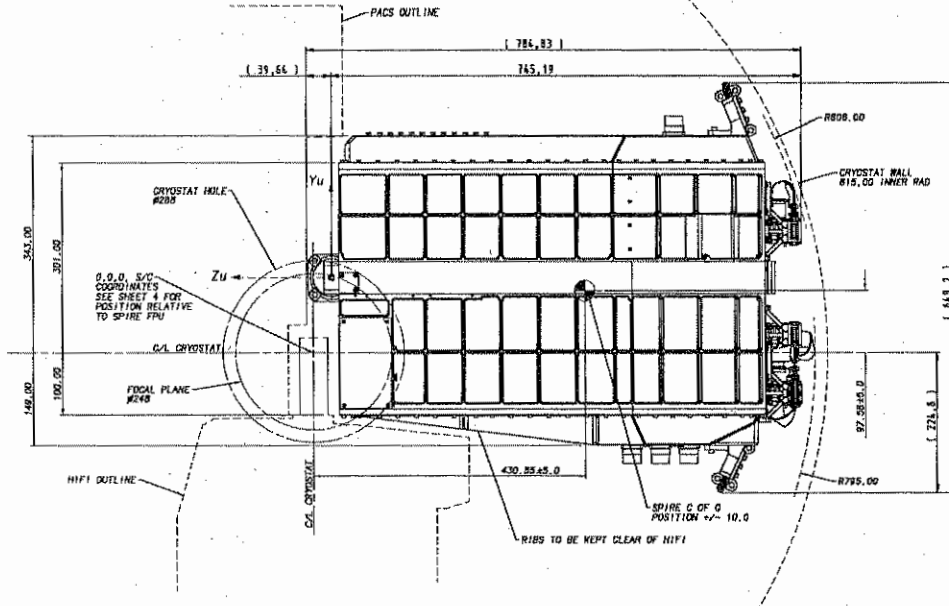 PACS OUTLINE
( 784,83 )
( 39,64 )
745,19
R808,00
CRYOSTAT WALL
815,00 INNER RAD
Yu
CRYOSTAT HOLE
ø288
343,00
301,00
Zu
0,0,0, S/C
COORDINATES
SEE SHEET 4 FOR
POSITION RELATIVE
TO SPIRE FPU
C/L CRYOSTAT
FOCAL PLANE
ø248
149,00
100,00
97,58±5,0
( 224,6 )
HIFI OUTLINE
C/L CRYOSTAT
430,55±5,0
R795,00
SPIRE C OF G
POSITION +/- 10,0
RIBS TO BE KEPT CLEAR OF HIFI